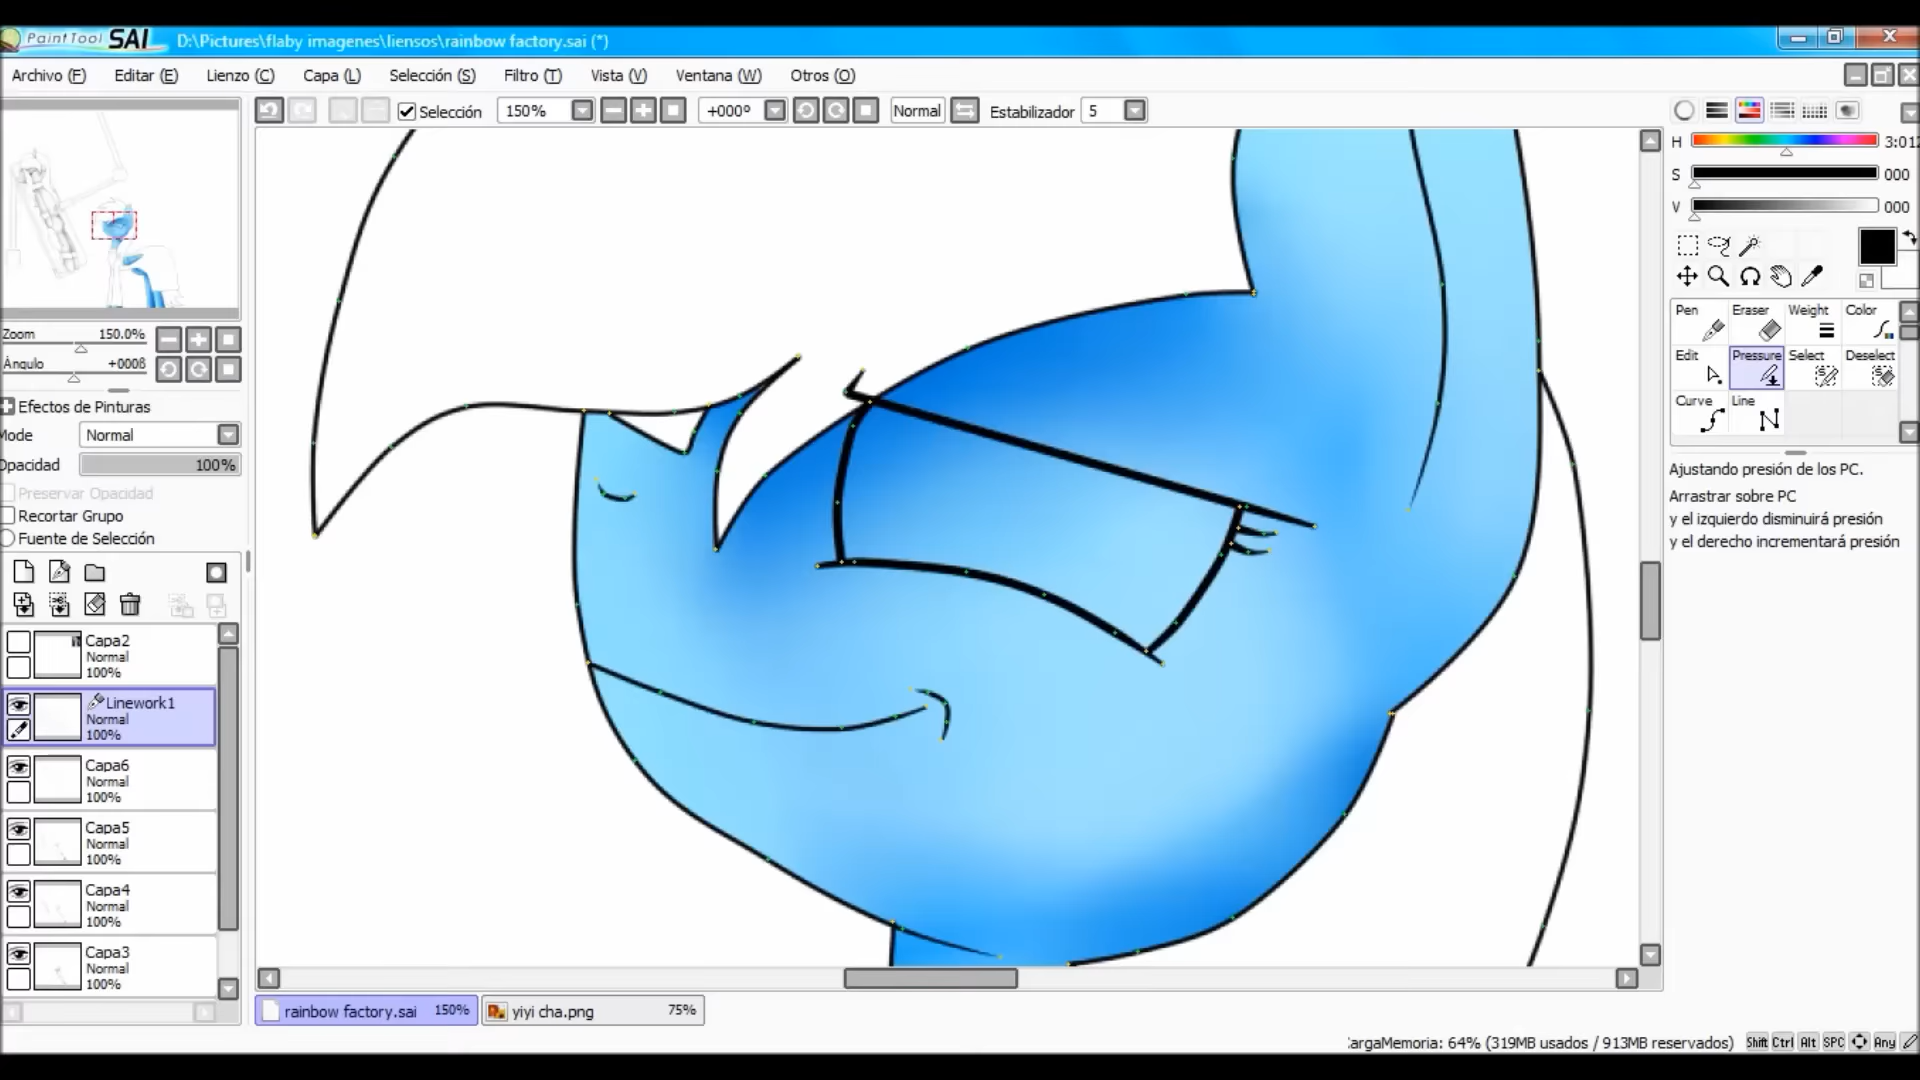 PaintTool SAI D:\Pictures\flaby imagenes\liensos\rainbow factory.sai (*)
Archivo (F) Editar (E) Lienzo (C) Capa (L) Selección (S) Filtro (T) Vista (V) Ventana (W) Otros (O)
Selección 150% +000º Normal Estabilizador 5
H 3:012
S 000
V 000
Zoom 150.0%
Ángulo +000ß
Efectos de Pinturas
Mode Normal
Opacidad 100%
Preservar Opacidad
Recortar Grupo
Fuente de Selección
Capa2
Normal
100%
Linework1
Normal
100%
Capa6
Normal
100%
Capa5
Normal
100%
Capa4
Normal
100%
Capa3
Normal
100%
Pen Eraser Weight Color
Edit Pressure Select Deselect
Curve Line
Ajustando presión de los PC.
Arrastrar sobre PC
y el izquierdo disminuirá presión
y el derecho incrementará presión
rainbow factory.sai 150% yiyi cha.png 75%
CargaMemoria: 64% (319MB usados / 913MB reservados) Shift Ctrl Alt SPC Any